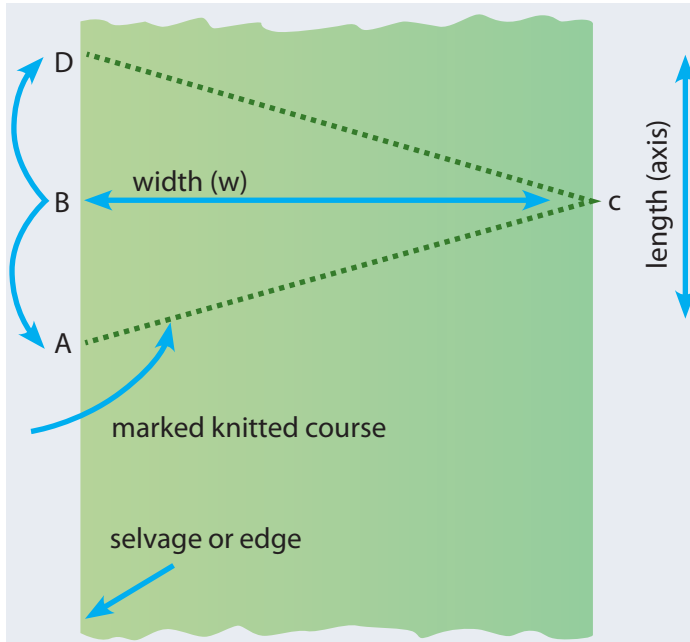 D
width (w)
B
c
length (axis)
A
marked knitted course
selvage or edge